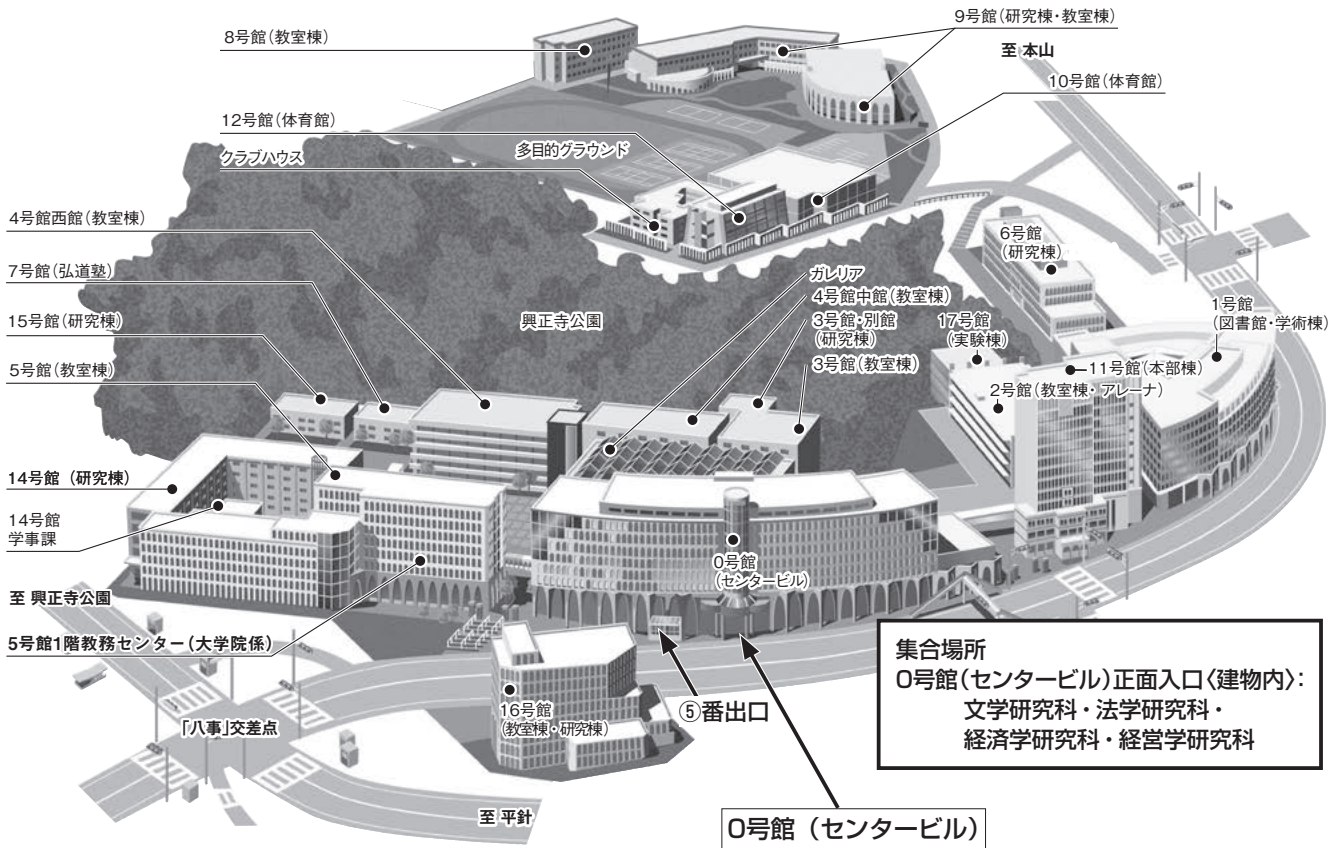 8号館(教室棟)
9号館(研究棟・教室棟)
至 本山
10号館(体育館)
12号館(体育館)
クラブハウス
多目的グラウンド
4号館西館(教室棟)
7号館(弘道塾)
15号館(研究棟)
5号館(教室棟)
興正寺公園
ガレリア
4号館中館(教室棟)
3号館・別館
(研究棟)
3号館(教室棟)
6号館
(研究棟)
17号館
(実験棟)
1号館
(図書館・学術棟)
11号館(本部棟)
2号館(教室棟・アレーナ)
14号館 (研究棟)
14号館
学事課
0号館
(センタービル)
至 興正寺公園
5号館1階教務センター(大学院係)
「八事」交差点
16号館
(教室棟・研究棟)
⑤番出口
至 平針
0号館 (センタービル)
集合場所
0号館(センタービル)正面入口〈建物内〉:
文学研究科・法学研究科・
経済学研究科・経営学研究科